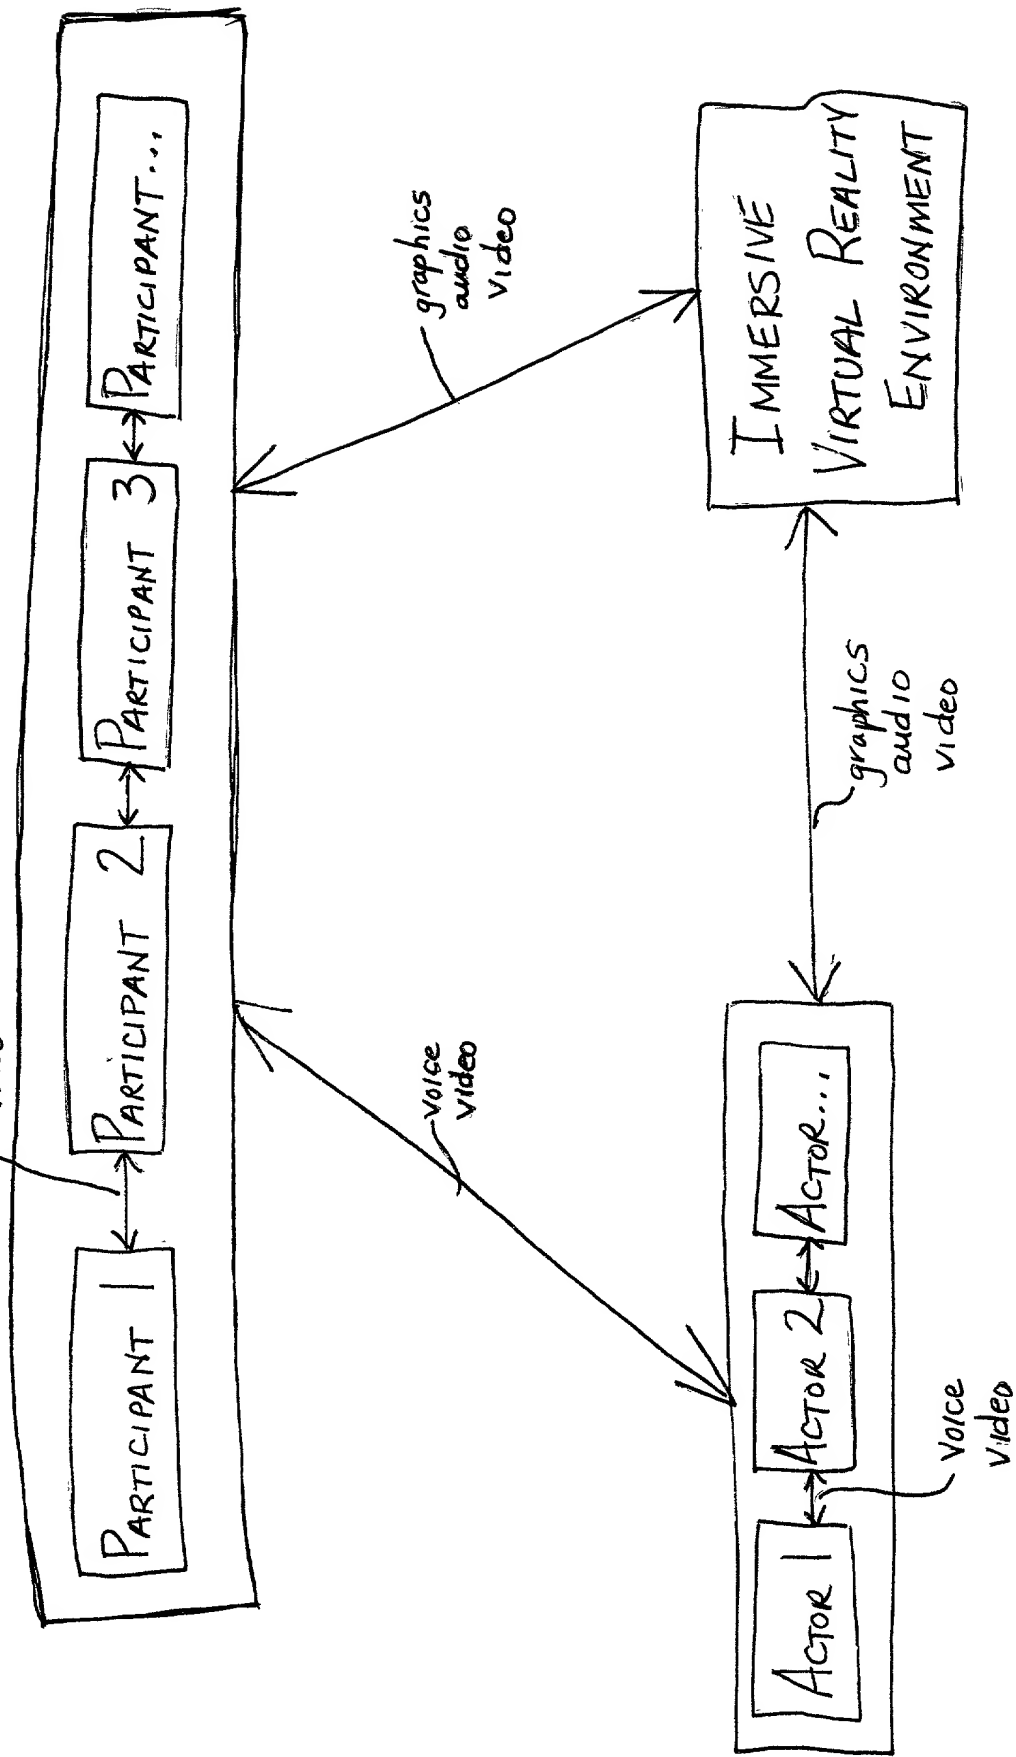 PARTICIPANT 1
PARTICIPANT 2
PARTICIPANT 3
PARTICIPANT...
voice
video
graphics
audio
video
ACTOR 1
ACTOR 2
ACTOR...
voice
video
graphics
audio
video
IMMERSIVE
VIRTUAL REALITY
ENVIRONMENT